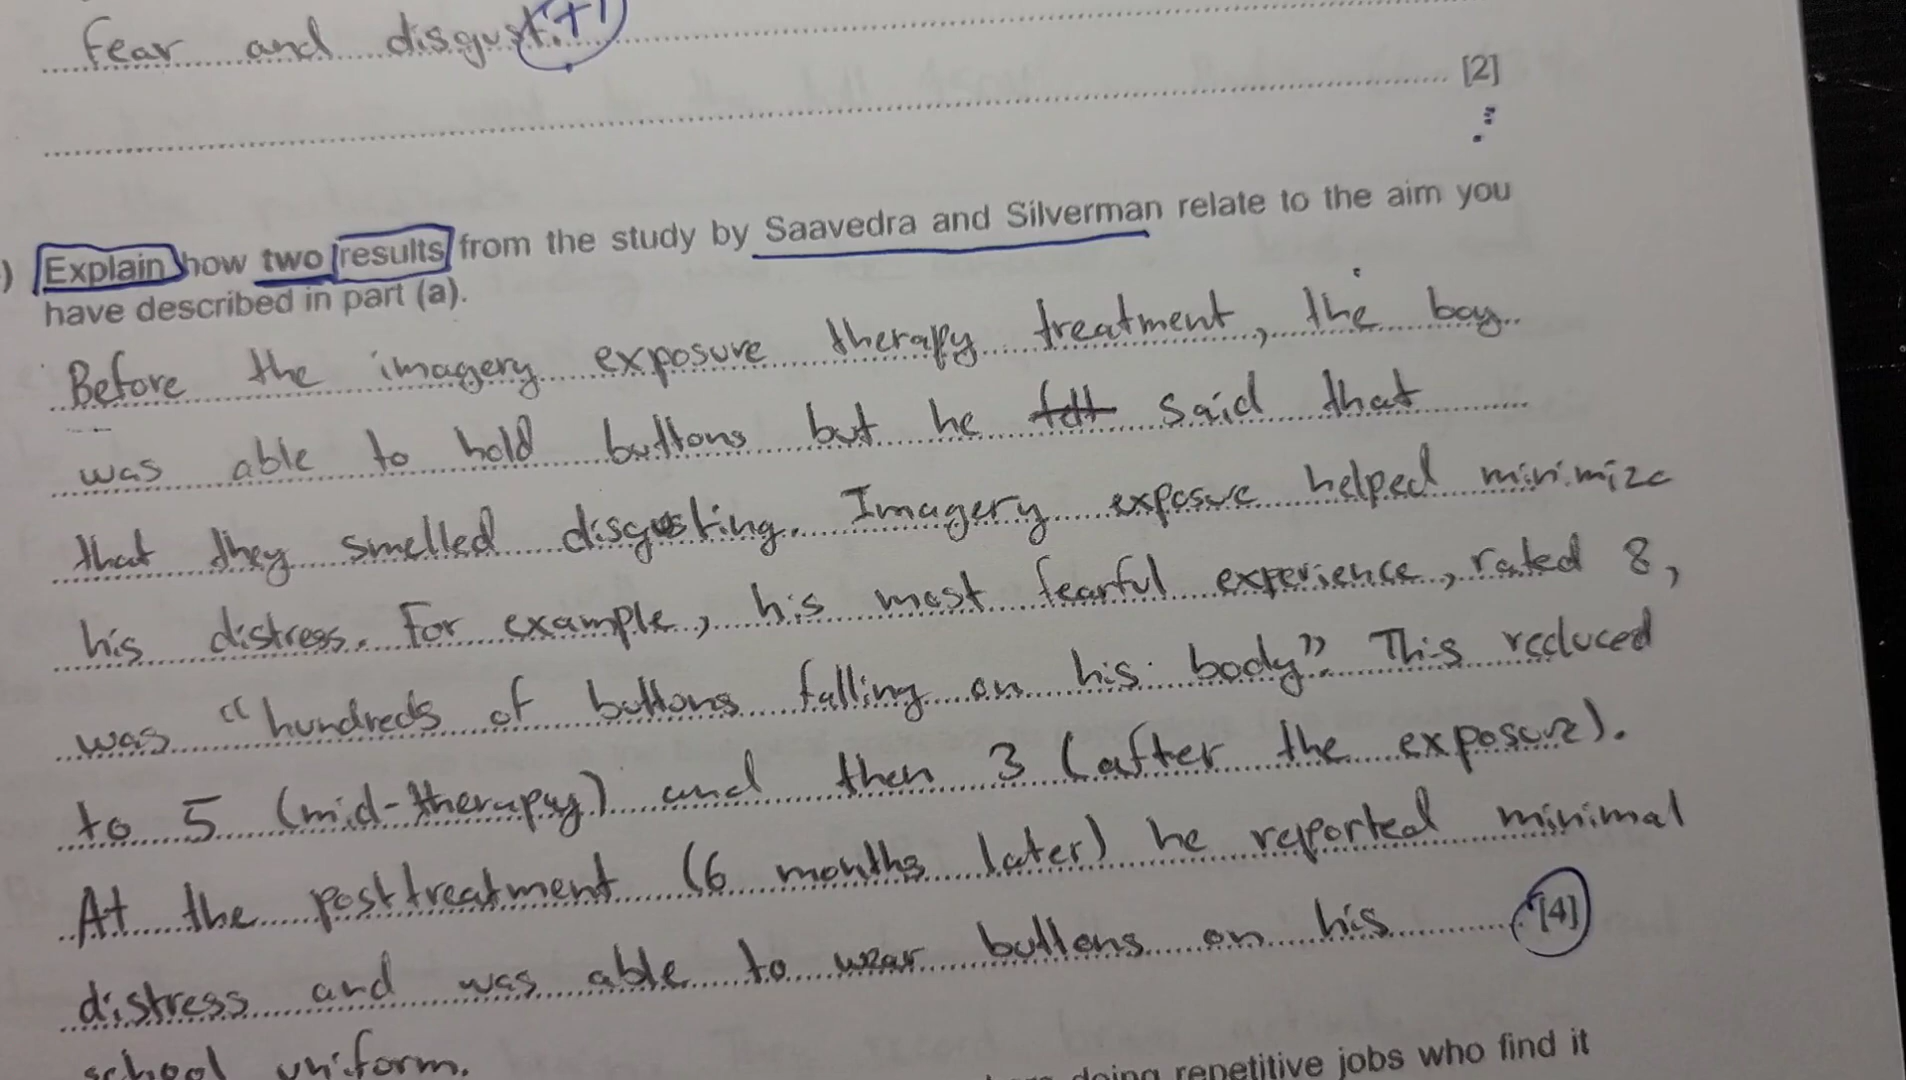 fear and disgust. +1
[2]
) Explain how two results from the study by Saavedra and Silverman relate to the aim you
have described in part (a).
Before the imagery exposure therapy treatment, the boy
was able to hold buttons but he felt said that
that they smelled disgusting. Imagery exposure helped minimize
his distress. For example, his most fearful experience, rated 8,
was "hundreds of buttons falling on his body". This reduced
to 5 (mid-therapy) and then 3 (after the exposure).
At the posttreatment (6 months later) he reported minimal
distress and was able to wear buttons on his
[4]
school uniform.
doing repetitive jobs who find it